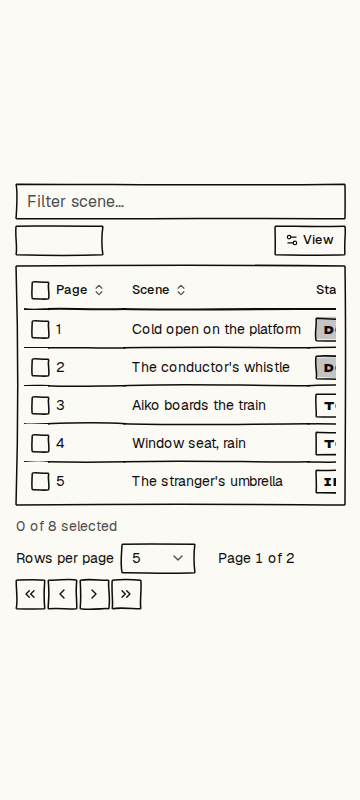 Filter scene...
View
Page Scene Sta
1 Cold open on the platform D
2 The conductor's whistle D
3 Aiko boards the train T
4 Window seat, rain T
5 The stranger's umbrella I
0 of 8 selected
Rows per page 5 Page 1 of 2